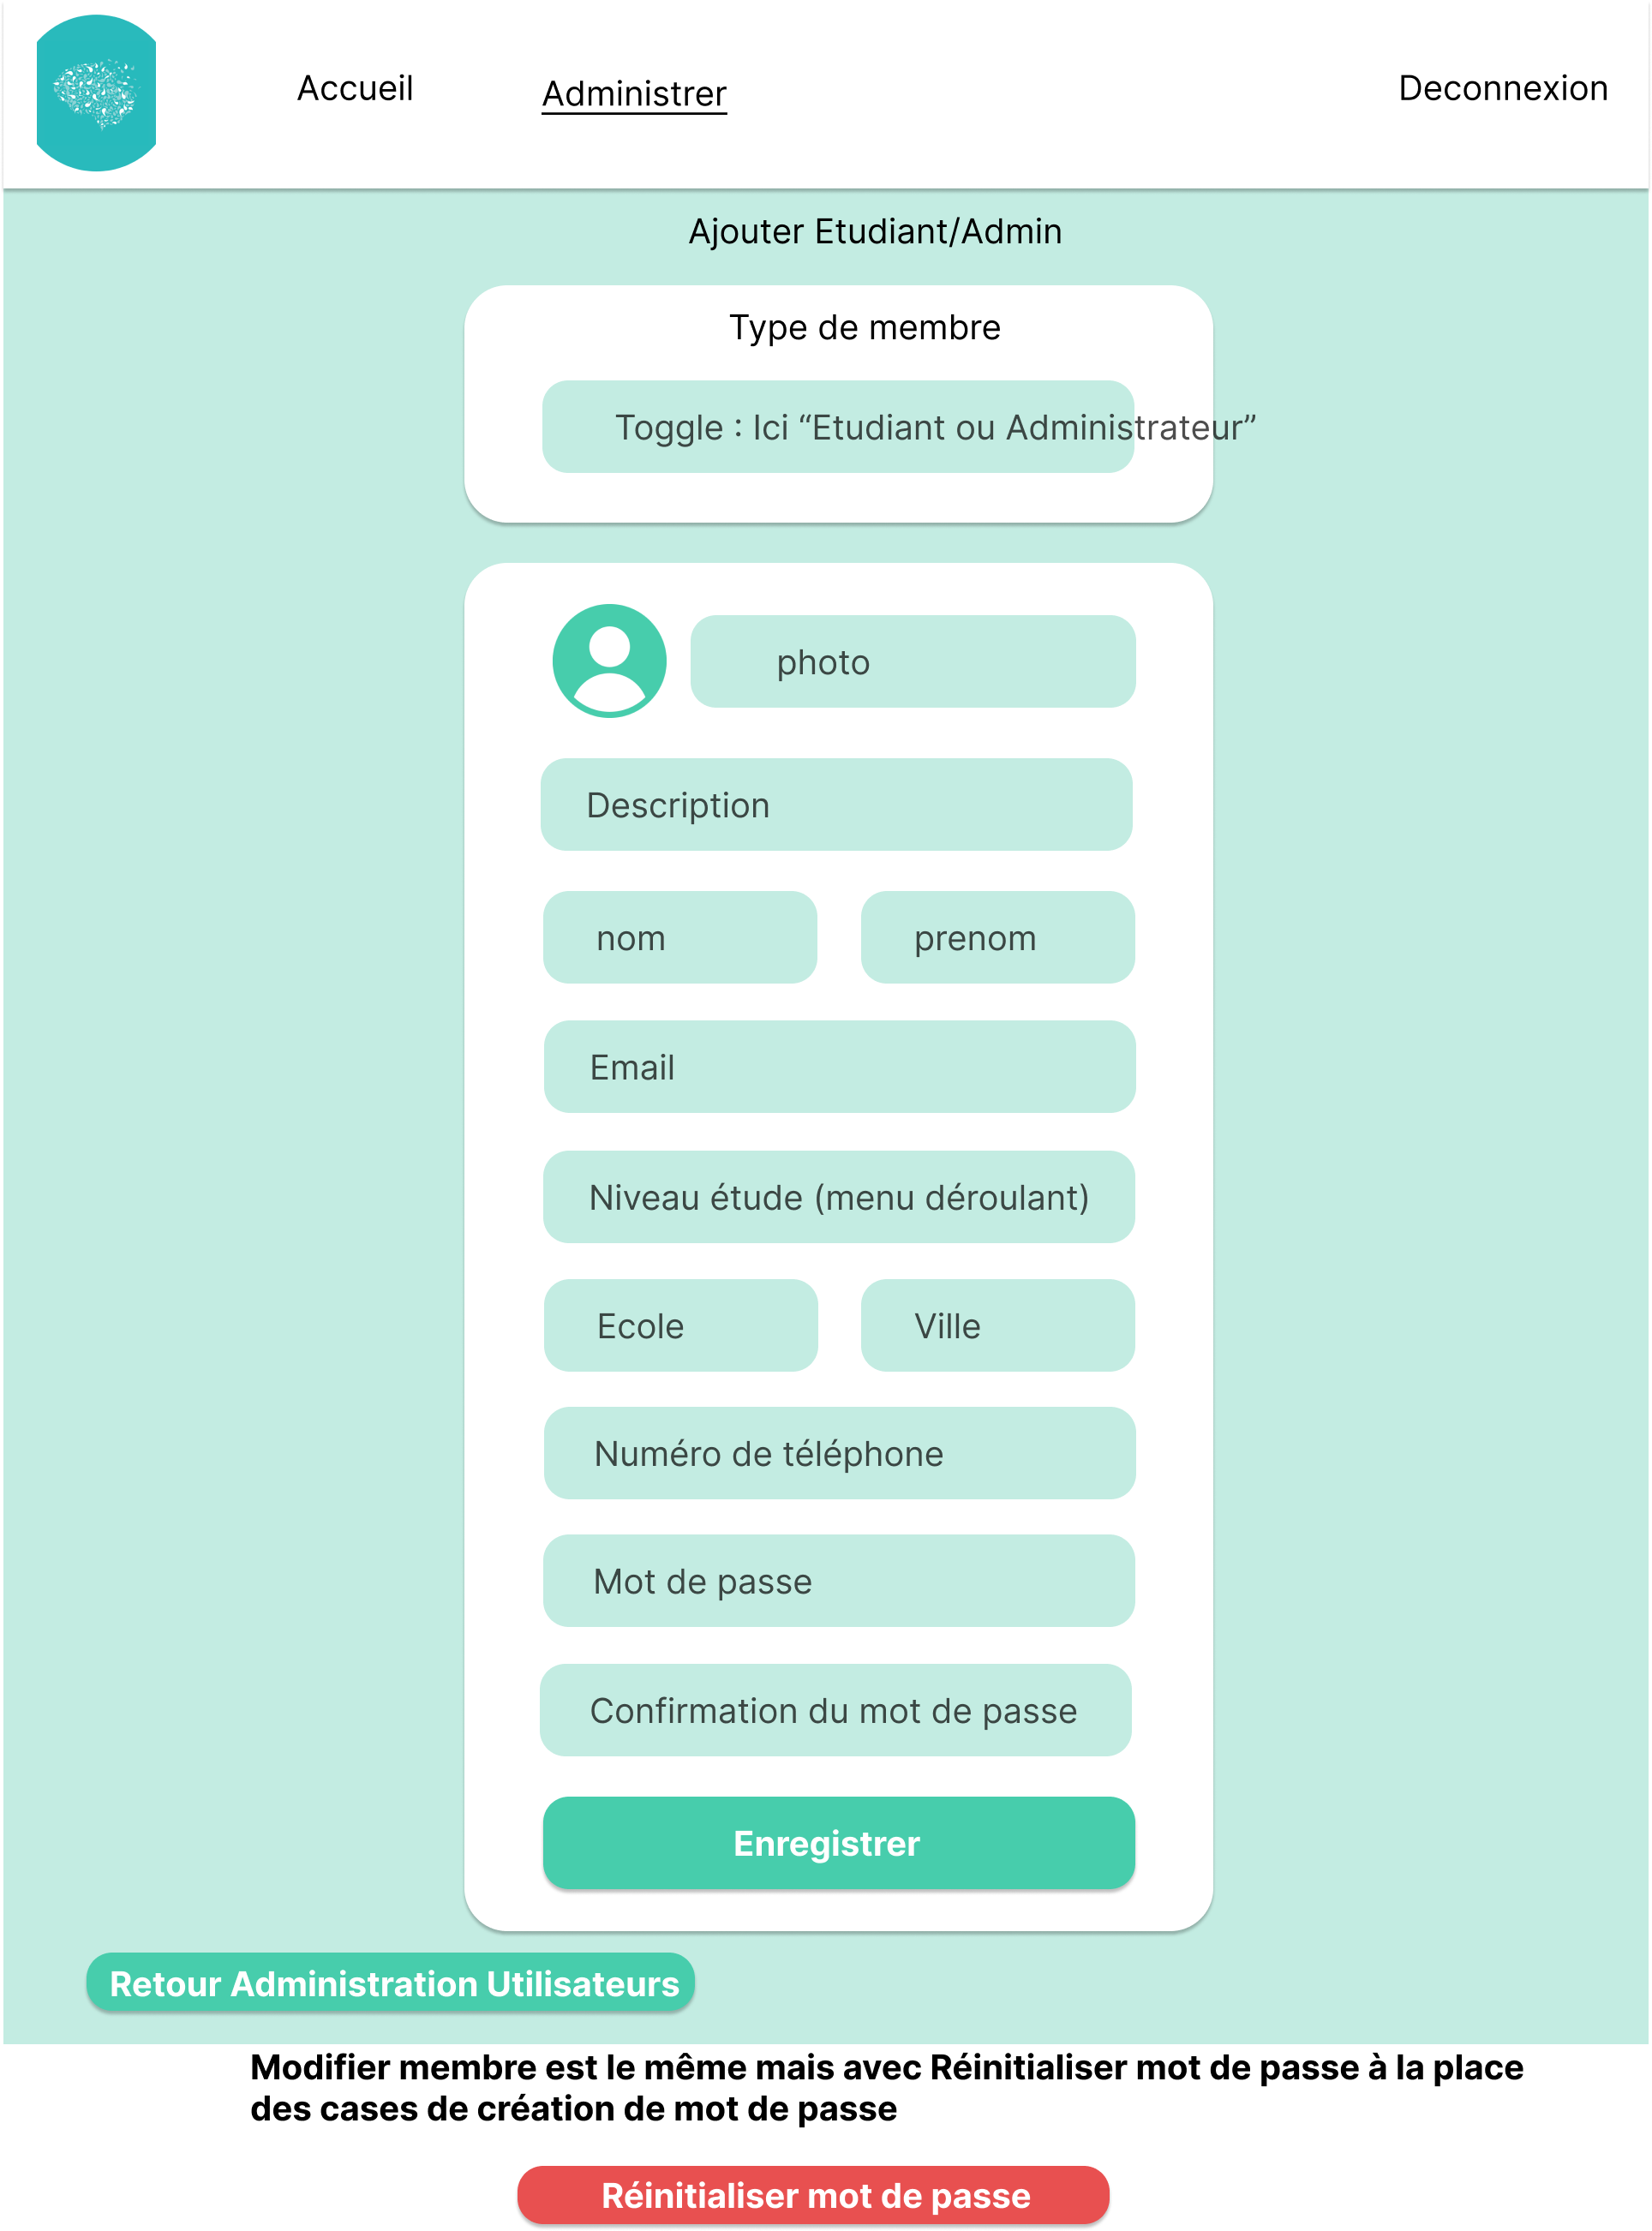 Accueil
Administrer
Deconnexion
Ajouter Etudiant/Admin
Type de membre
Toggle : Ici “Etudiant ou Administrateur”
photo
Description
nom
prenom
Email
Niveau étude (menu déroulant)
Ecole
Ville
Numéro de téléphone
Mot de passe
Confirmation du mot de passe
Enregistrer
Retour Administration Utilisateurs
Modifier membre est le même mais avec Réinitialiser mot de passe à la place
des cases de création de mot de passe
Réinitialiser mot de passe